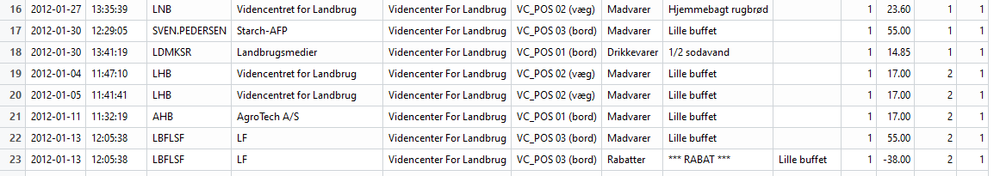 16 2012-01-27 13:35:39 LNB Videncentret for Landbrug Videncenter For Landbrug VC_POS 02 (væg) Madvarer Hjemmebagt rugbrød 1 23.60 1 1
17 2012-01-30 12:29:05 SVEN.PEDERSEN Starch-AFP Videncenter For Landbrug VC_POS 03 (bord) Madvarer Lille buffet 1 55.00 1 1
18 2012-01-30 13:41:19 LDMKSR Landbrugsmedier Videncenter For Landbrug VC_POS 01 (bord) Drikkevarer 1/2 sodavand 1 14.85 1 1
19 2012-01-04 11:47:10 LHB Videncentret for Landbrug Videncenter For Landbrug VC_POS 02 (væg) Madvarer Lille buffet 1 17.00 2 1
20 2012-01-05 11:41:41 LHB Videncentret for Landbrug Videncenter For Landbrug VC_POS 02 (væg) Madvarer Lille buffet 1 17.00 2 1
21 2012-01-11 11:32:19 AHB AgroTech A/S Videncenter For Landbrug VC_POS 01 (bord) Madvarer Lille buffet 1 17.00 2 1
22 2012-01-13 12:05:38 LBFLSF LF Videncenter For Landbrug VC_POS 03 (bord) Madvarer Lille buffet 1 55.00 2 1
23 2012-01-13 12:05:38 LBFLSF LF Videncenter For Landbrug VC_POS 03 (bord) Rabatter *** RABAT *** Lille buffet 1 -38.00 2 1